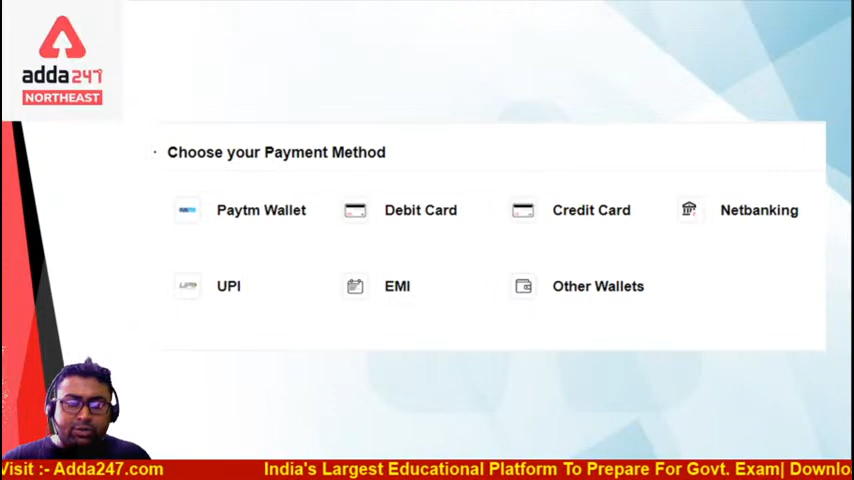 adda247
NORTHEAST
Choose your Payment Method
Paytm Wallet
Debit Card
Credit Card
Netbanking
UPI
EMI
Other Wallets
Visit :- Adda247.com
India's Largest Educational Platform To Prepare For Govt. Exam| Downlo